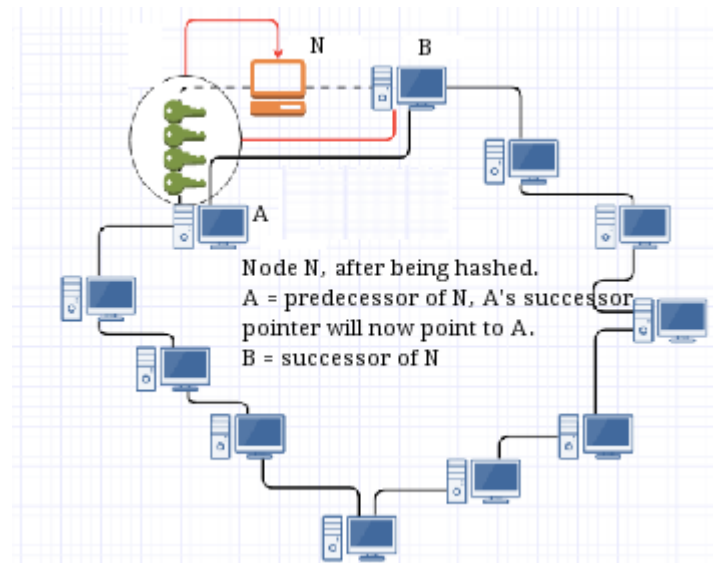 N
B
A
Node N, after being hashed.
A = predecessor of N, A's successor
pointer will now point to A.
B = successor of N